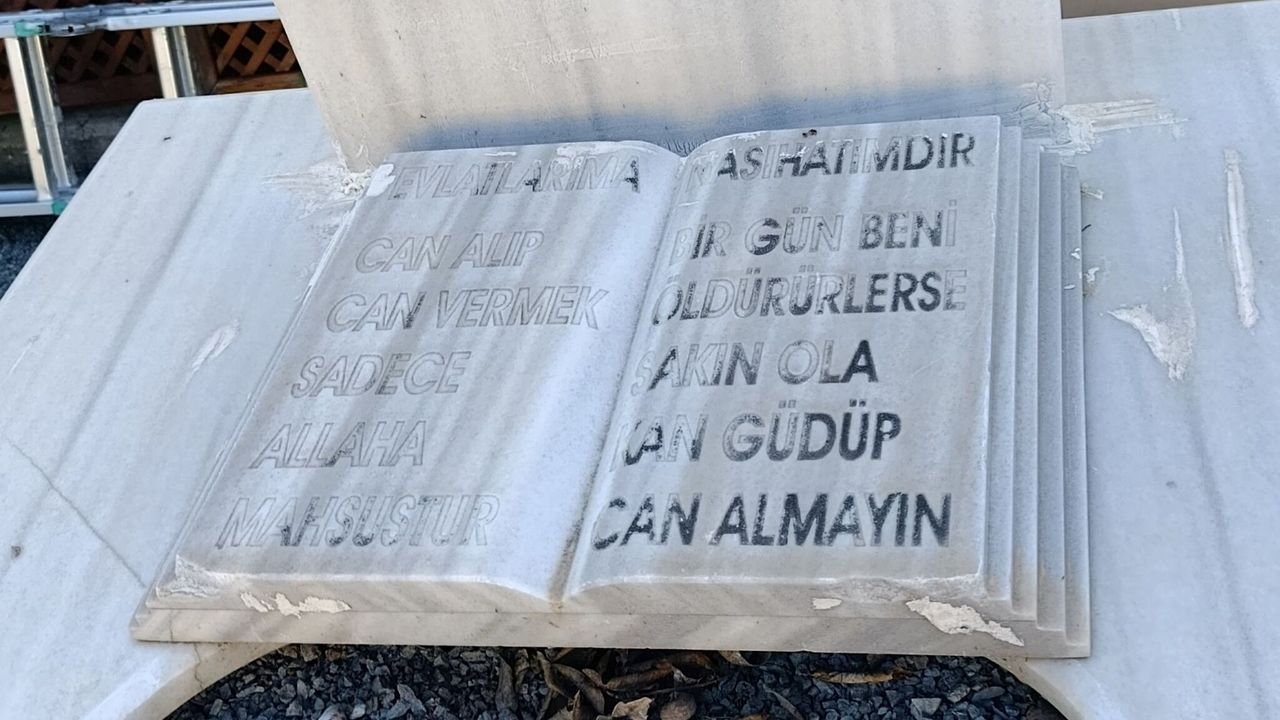 EVLATLARIMA NASİHATIMDIR
CAN ALIP
CAN VERMEK
SADECE
ALLAHA
MAHSUSTUR
BİR GÜN BENİ
ÖLDÜRÜRLERSE
SAKIN OLA
KAN GÜDÜP
CAN ALMAYIN